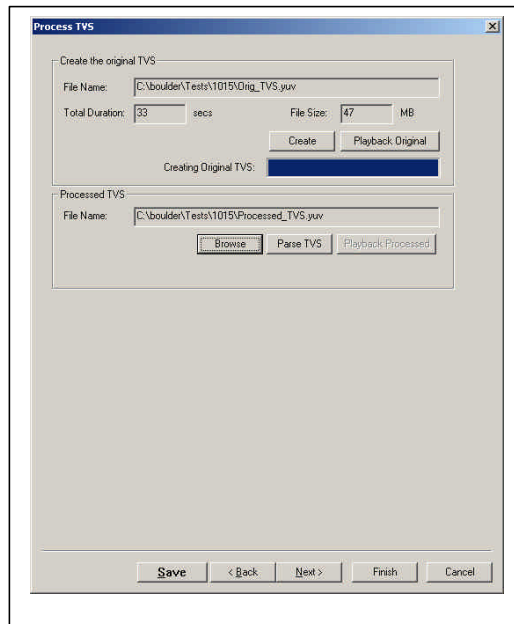 Process TVS
Create the original TVS
File Name: C:\boulder\Tests\1015\Orig_TVS.yuv
Total Duration: 33 secs File Size: 47 MB
Create Playback Original
Creating Original TVS:
Processed TVS
File Name: C:\boulder\Tests\1015\Processed_TVS.yuv
Browse Parse TVS Playback Processed
Save < Back Next > Finish Cancel